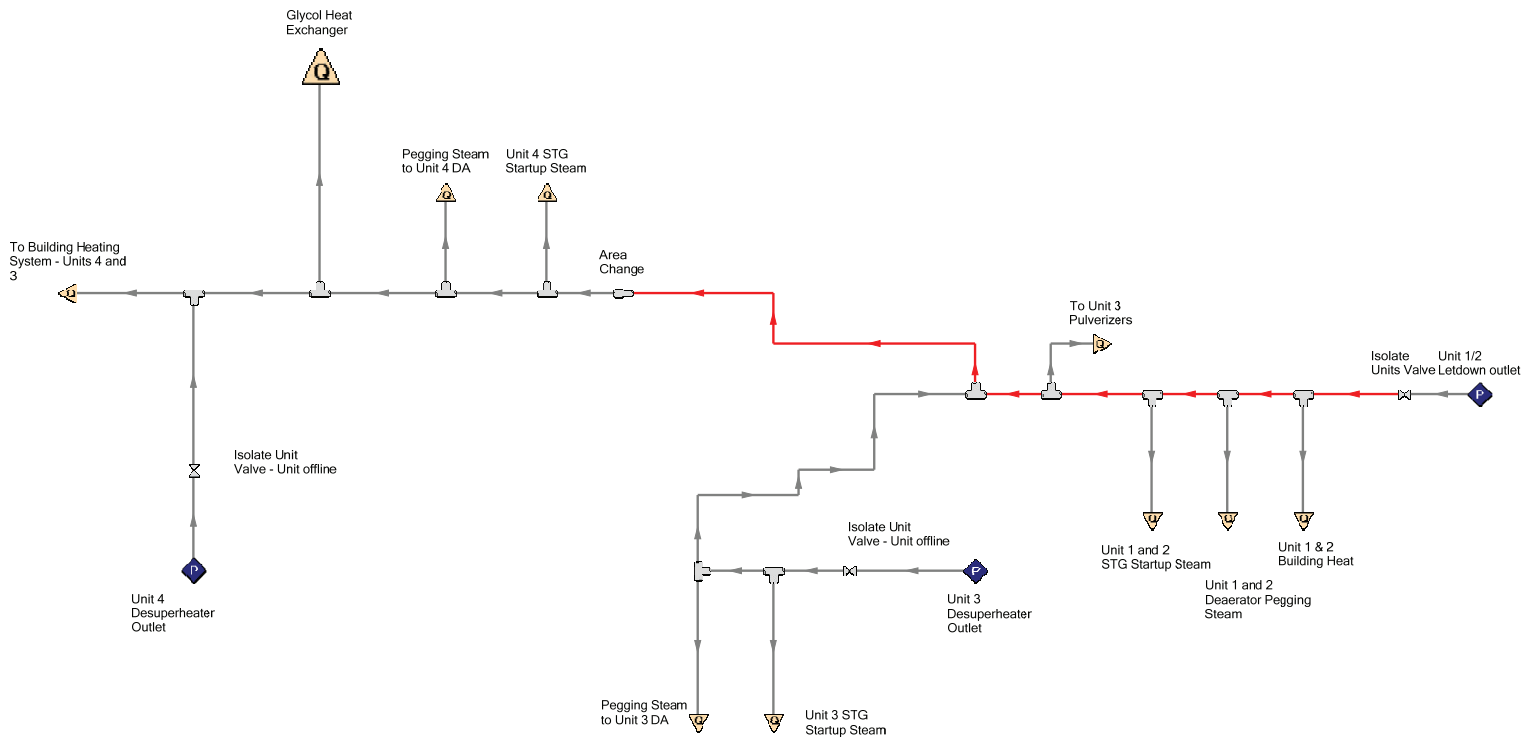 Glycol Heat
Exchanger
Q
Pegging Steam
to Unit 4 DA
Unit 4 STG
Startup Steam
Q
Q
To Building Heating
System - Units 4 and
3
Q
Area
Change
To Unit 3
Pulverizers
Q
Isolate
Units Valve
Unit 1/2
Letdown outlet
P
Isolate Unit
Valve - Unit offline
P
Unit 4
Desuperheater
Outlet
Isolate Unit
Valve - Unit offline
P
Unit 3
Desuperheater
Outlet
Q
Q
Q
Unit 1 and 2
STG Startup Steam
Unit 1 and 2
Deaerator Pegging
Steam
Unit 1 & 2
Building Heat
Pegging Steam
to Unit 3 DA
Q
Q
Unit 3 STG
Startup Steam